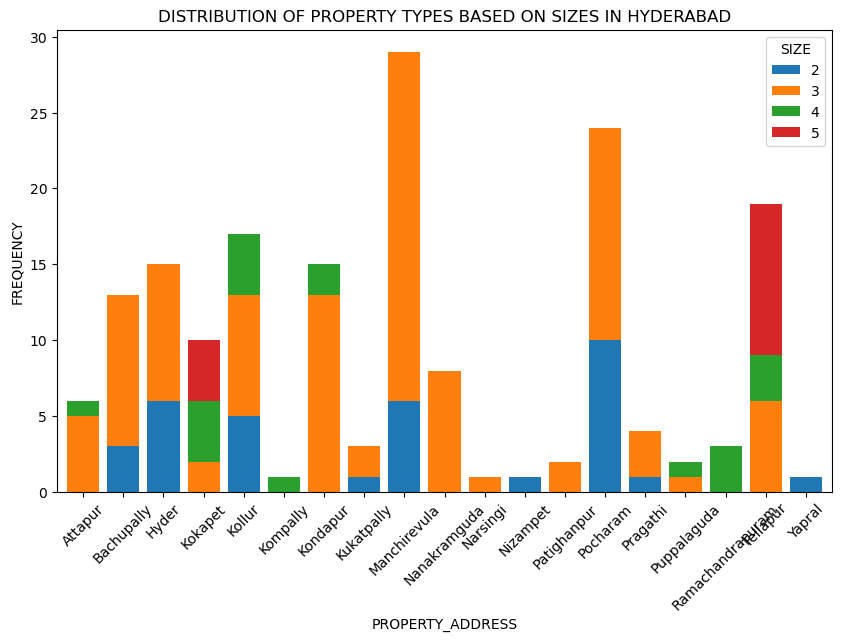 DISTRIBUTION OF PROPERTY TYPES BASED ON SIZES IN HYDERABAD
30
25
20
15
10
5
0
FREQUENCY
SIZE
2
3
4
5
Attapur
Bachupally
Hyder
Kokapet
Kollur
Kompally
Kondapur
Kukatpally
Manchirevula
Nanakramguda
Narsingi
Nizampet
Patighanpur
Pocharam
Pragathi
Puppalaguda
Ramachandrapuram
Tellapur
Yapral
PROPERTY_ADDRESS